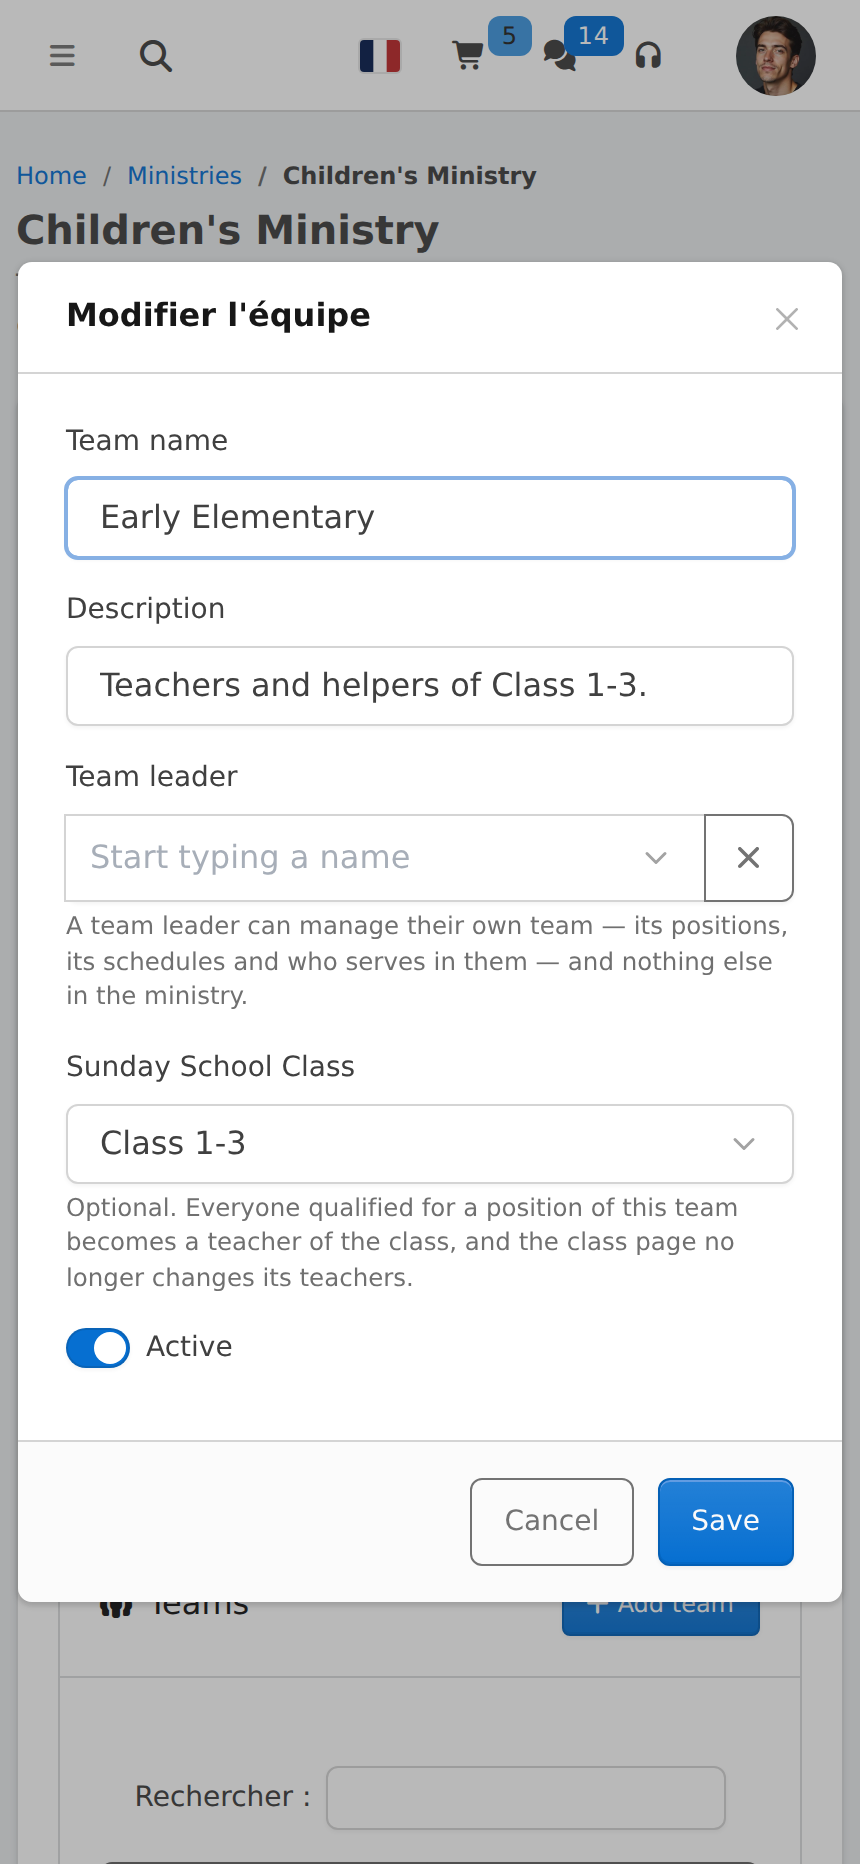 5
14
Home / Ministries / Children's Ministry
Children's Ministry
Modifier l'équipe
Team name
Early Elementary
Description
Teachers and helpers of Class 1-3.
Team leader
Start typing a name
A team leader can manage their own team — its positions,
its schedules and who serves in them — and nothing else
in the ministry.
Sunday School Class
Class 1-3
Optional. Everyone qualified for a position of this team
becomes a teacher of the class, and the class page no
longer changes its teachers.
Active
Cancel
Save
Teams
Add team
Rechercher :